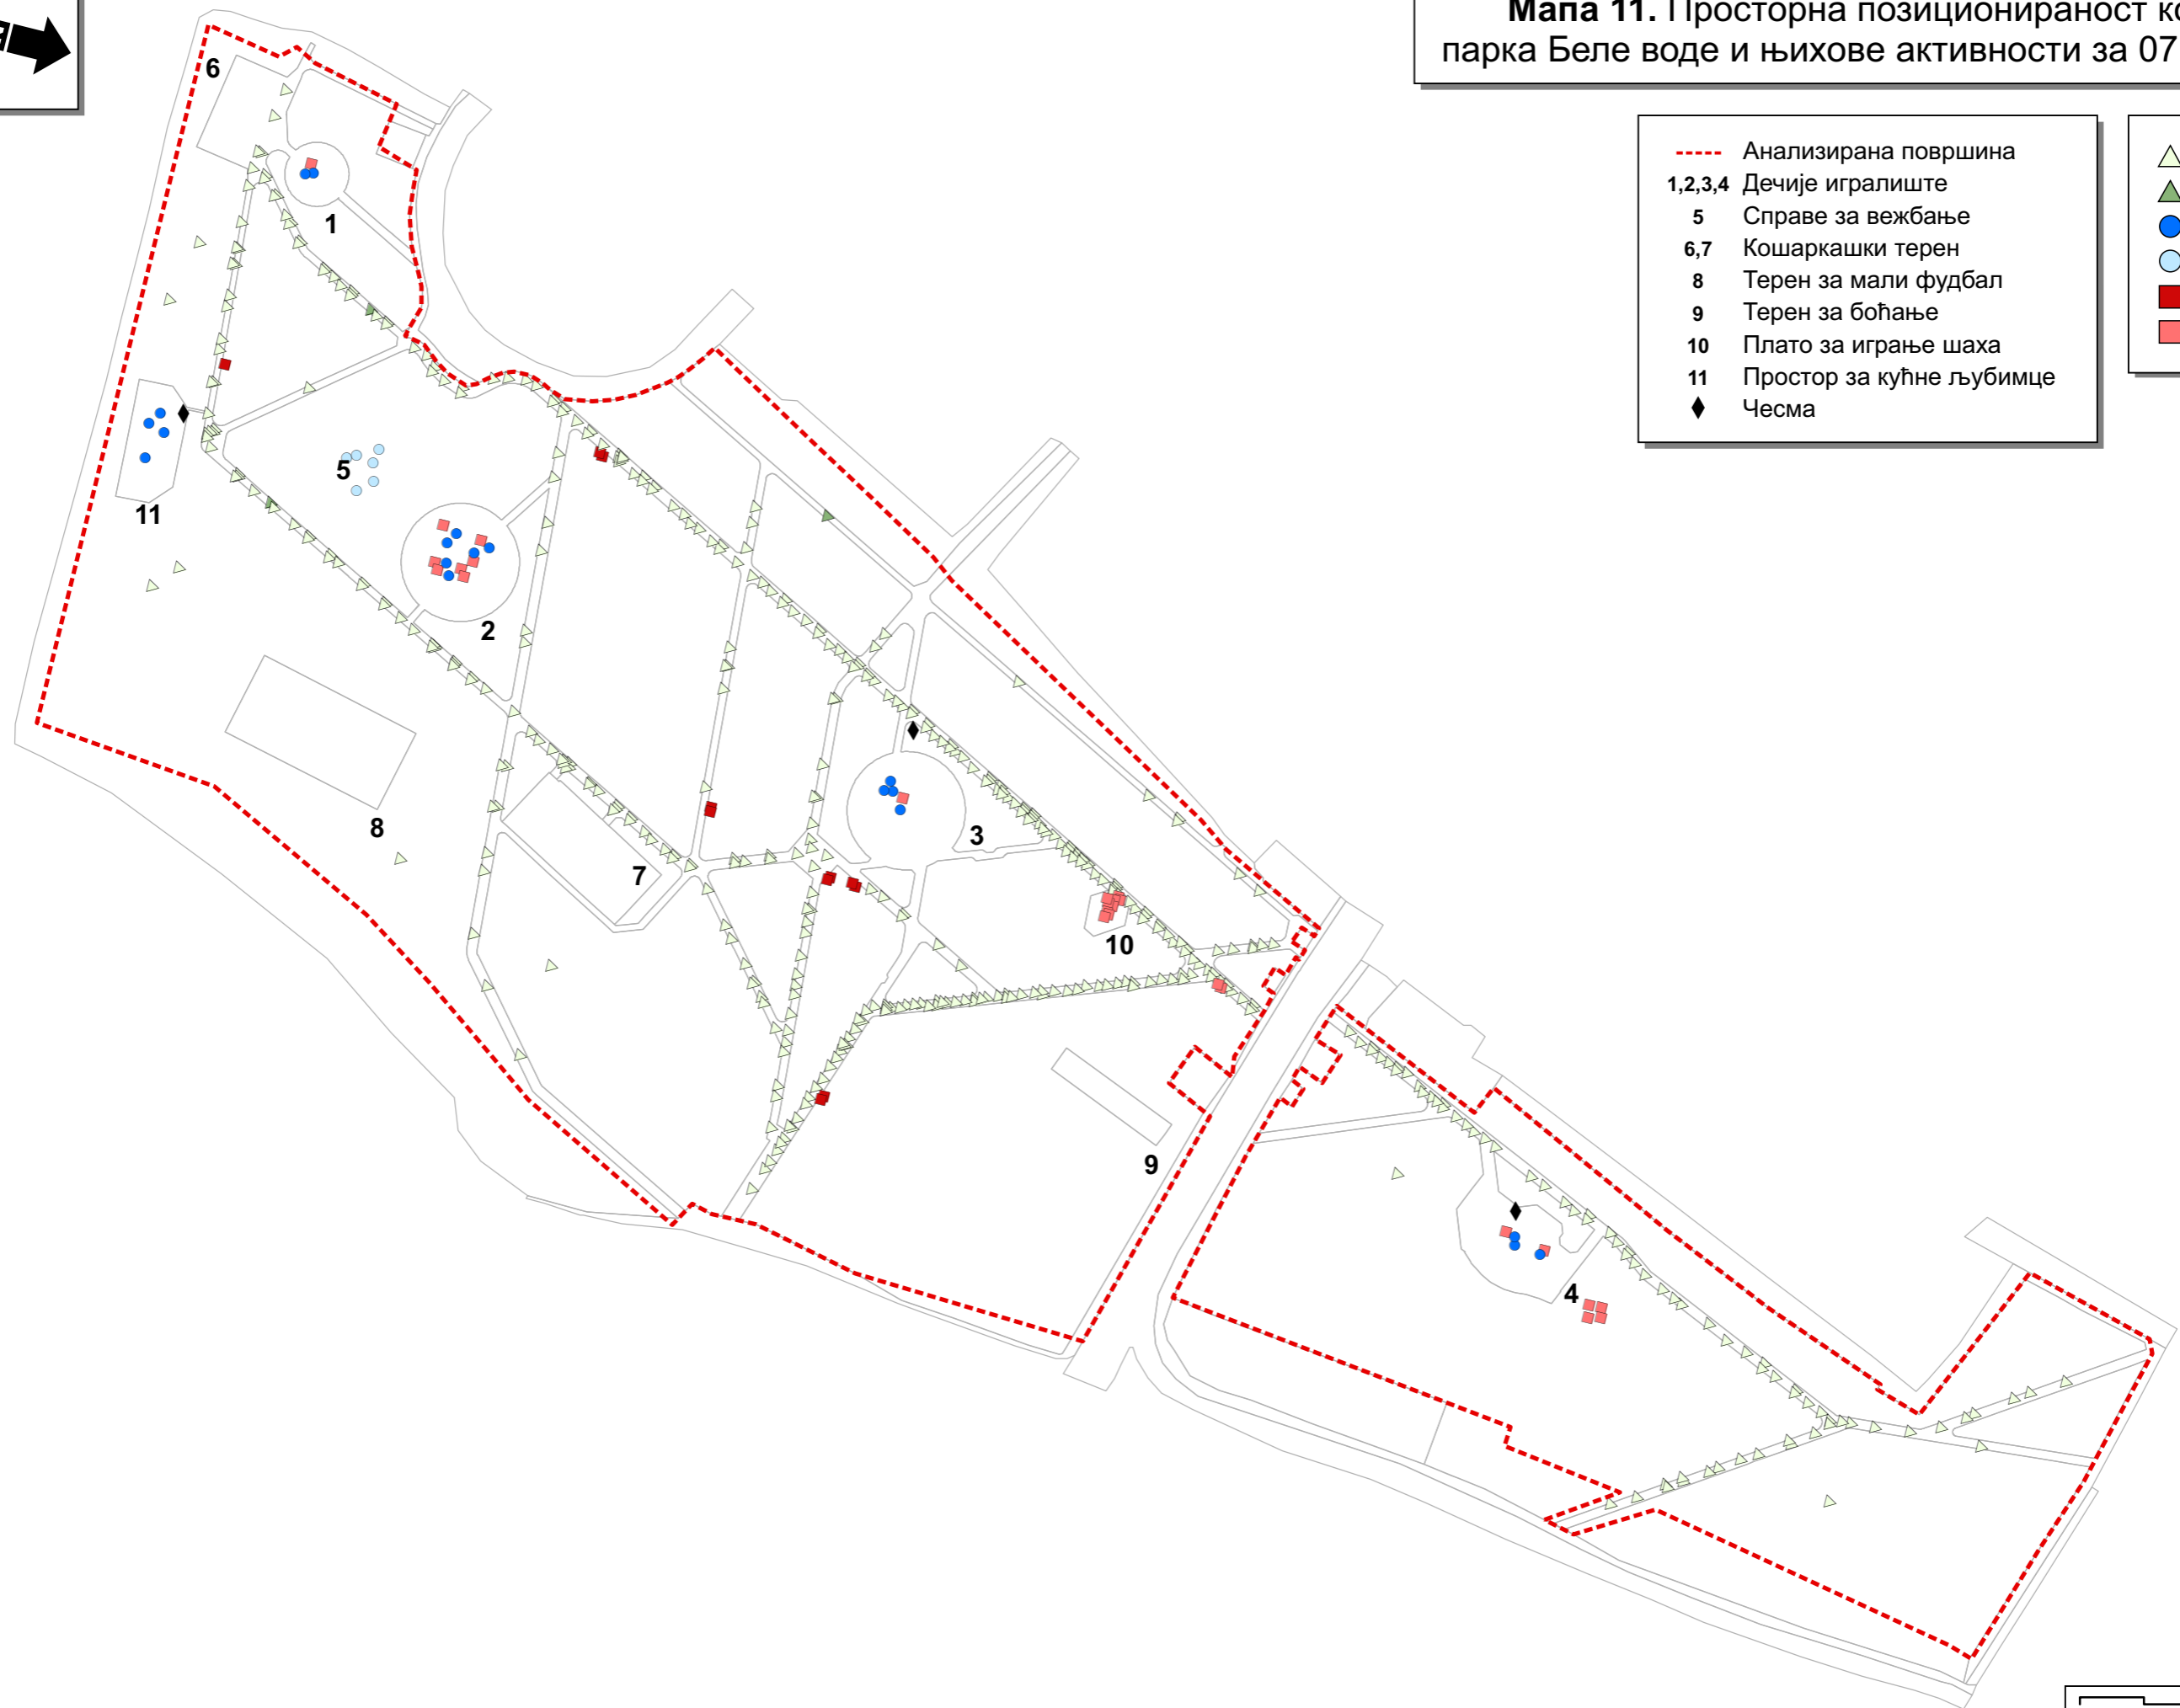 Мапа 11. Просторна позиционираност
парка Беле воде и њихове активности за 07
Анализирана површина
1,2,3,4 Дечије игралиште
5 Справе за вежбање
6,7 Кошаркашки терен
8 Терен за мали фудбал
9 Терен за боћање
10 Плато за играње шаха
11 Простор за кућне љубимце
Чесма
6
1
5
11
2
8
7
3
10
9
4